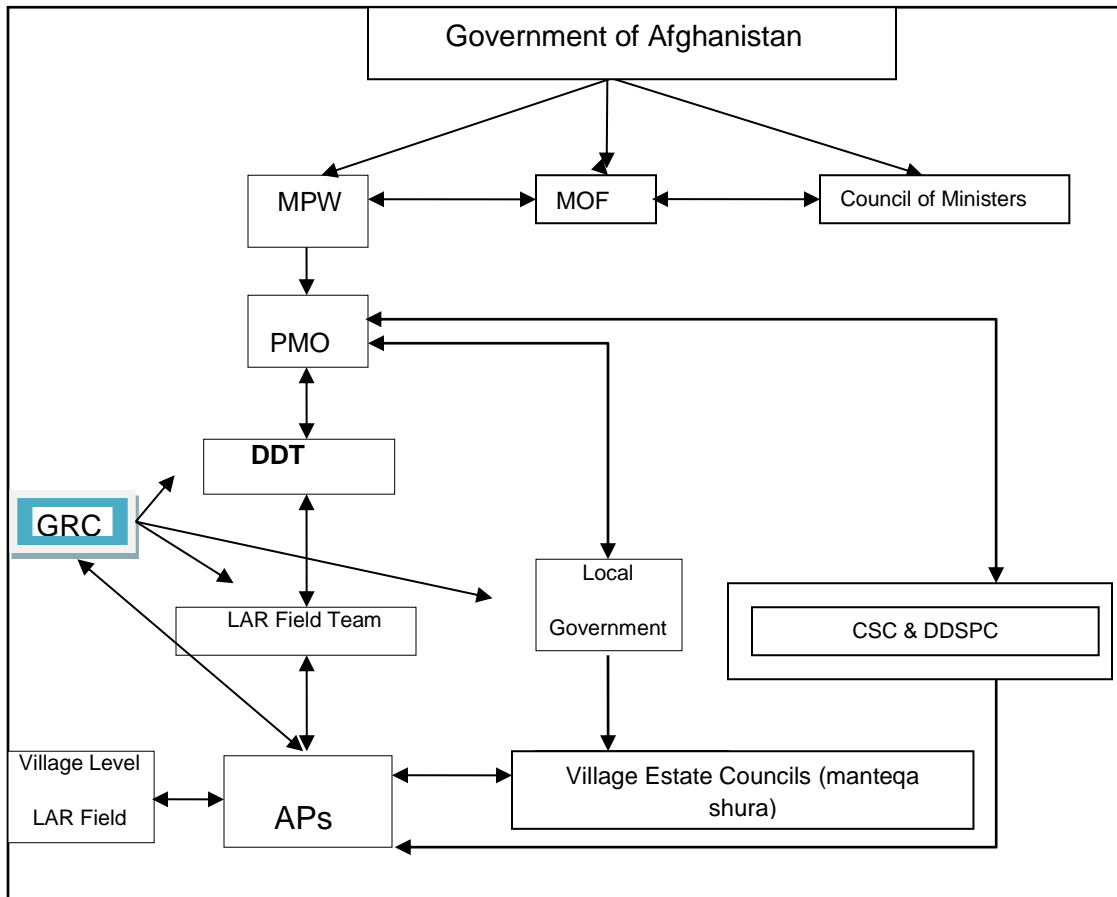 Government of Afghanistan
MPW
MOF
Council of Ministers
PMO
DDT
GRC
Local
Government
LAR Field Team
CSC & DDSPC
Village Level
LAR Field
APs
Village Estate Councils (manteqa
shura)